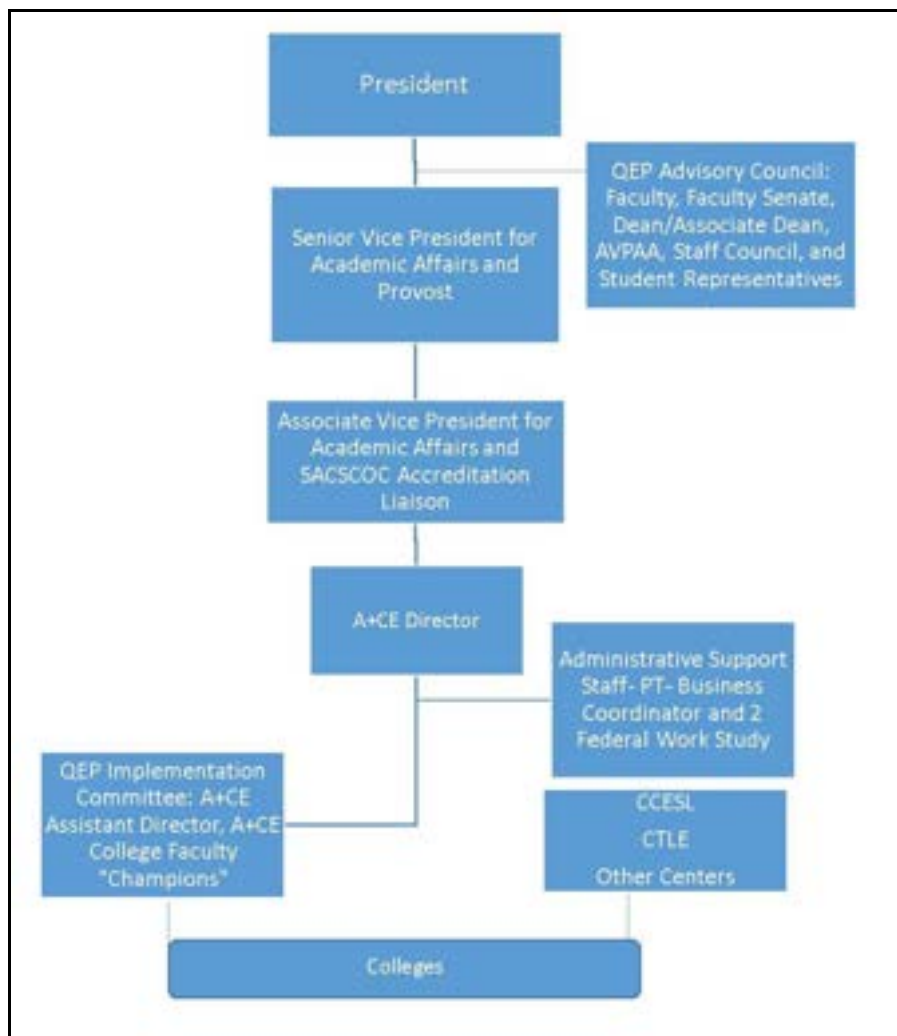 President
QEP Advisory Council:
Faculty, Faculty Senate,
Dean/Associate Dean,
AVPAA, Staff Council, and
Student Representatives
Senior Vice President for
Academic Affairs and
Provost
Associate Vice President for
Academic Affairs and
SACSCOC Accreditation
Liaison
A+CE Director
Administrative Support
Staff- PT- Business
Coordinator and 2
Federal Work Study
QEP Implementation
Committee: A+CE
Assistant Director, A+CE
College Faculty
"Champions"
CCESL
CTLE
Other Centers
Colleges